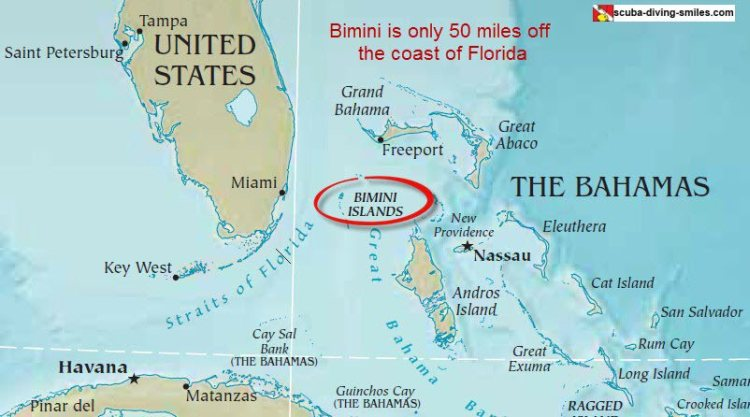 scuba-diving-smiles.com
Bimini is only 50 miles off
the coast of Florida
Tampa
Saint Petersburg
UNITED
STATES
Grand
Bahama
Great
Abaco
Freeport
Miami
BIMINI
ISLANDS
THE BAHAMAS
New
Providence
Eleuthera
Nassau
Key West
Straits of Florida
Great Bahama
Andros
Island
Cat Island
San Salvador
Cay Sal
Bank
(THE BAHAMAS)
Great
Exuma
Rum Cay
Long Island
Havana
Matanzas
Pinar del
Guinchos Cay
(THE BAHAMAS)
RAGGED
ISLAND
Crooked Islan